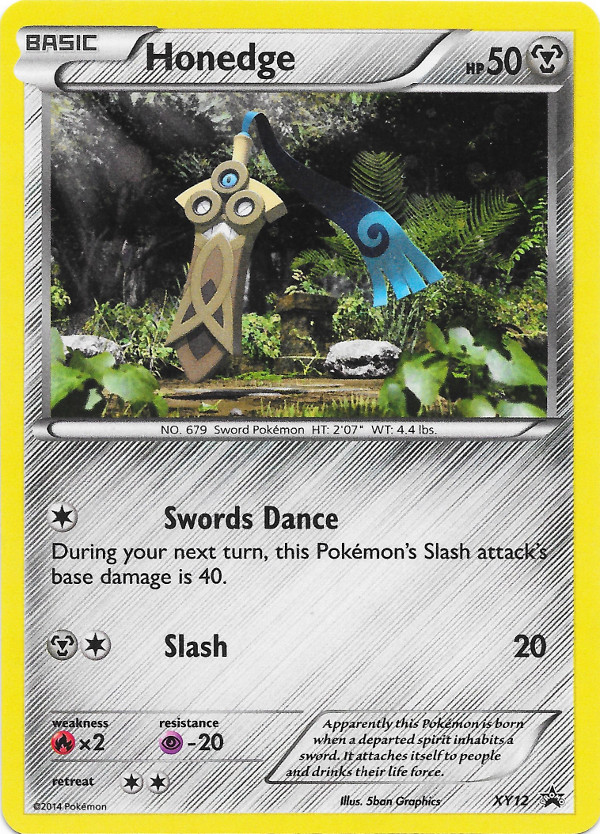 BASIC
Honedge
HP50
NO. 679 Sword Pokémon HT: 2'07" WT: 4.4 lbs.
Swords Dance
During your next turn, this Pokémon's Slash attack's
base damage is 40.
Slash 20
weakness resistance
×2 -20
retreat
Apparently this Pokémon is born
when a departed spirit inhabits a
sword. It attaches itself to people
and drinks their life force.
Illus. 5ban Graphics XY12
©2014 Pokémon